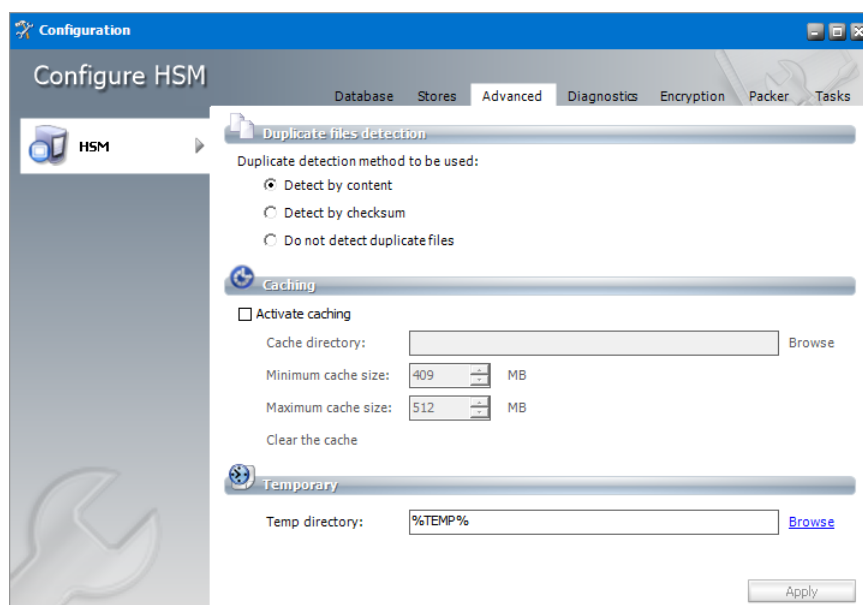 Configuration
Configure HSM
Database Stores Advanced Diagnostics Encryption Packer Tasks
HSM
Duplicate files detection
Duplicate detection method to be used:
Detect by content
Detect by checksum
Do not detect duplicate files
Caching
Activate caching
Cache directory: Browse
Minimum cache size: 409 MB
Maximum cache size: 512 MB
Clear the cache
Temporary
Temp directory: %TEMP% Browse
Apply